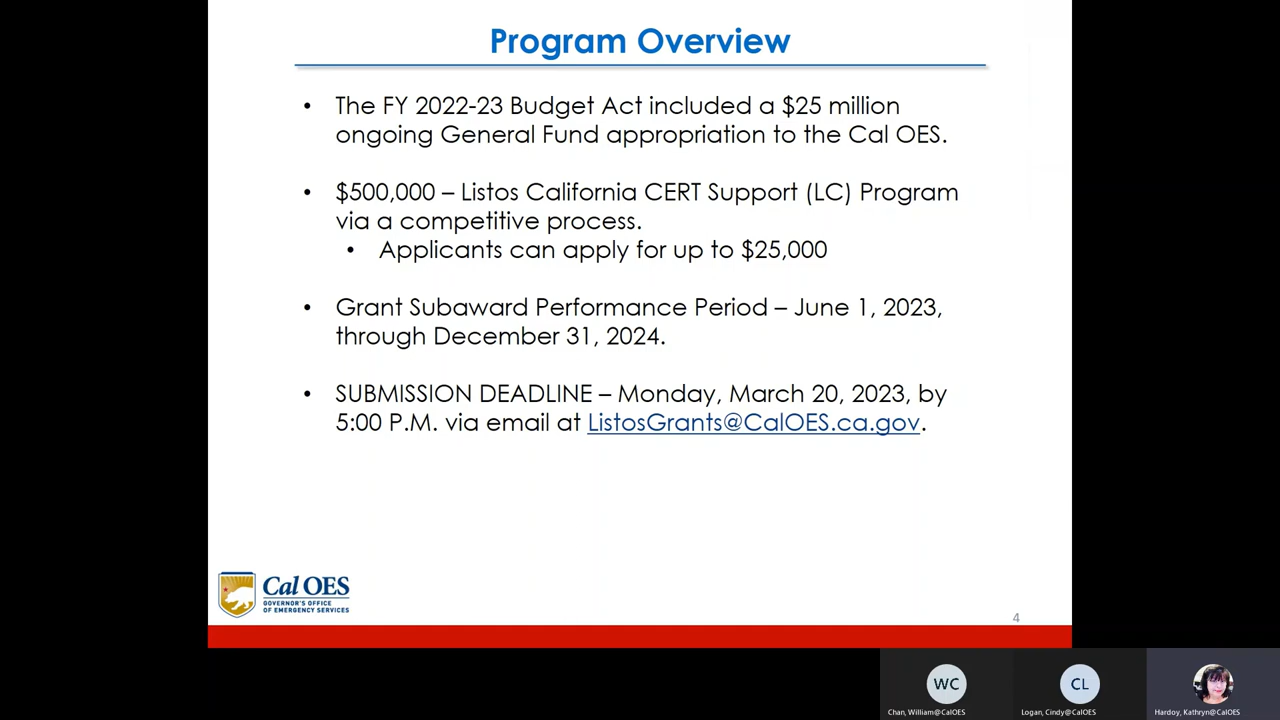 Program Overview
• The FY 2022-23 Budget Act included a $25 million
ongoing General Fund appropriation to the Cal OES.
• $500,000 – Listos California CERT Support (LC) Program
via a competitive process.
• Applicants can apply for up to $25,000
• Grant Subaward Performance Period – June 1, 2023,
through December 31, 2024.
• SUBMISSION DEADLINE – Monday, March 20, 2023, by
5:00 P.M. via email at ListosGrants@CalOES.ca.gov.
Cal OES
GOVERNOR'S OFFICE
OF EMERGENCY SERVICES
4
WC
CL
Chan, William@CalOES
Logan, Cindy@CalOES
Hardoy, Kathryn@CalOES